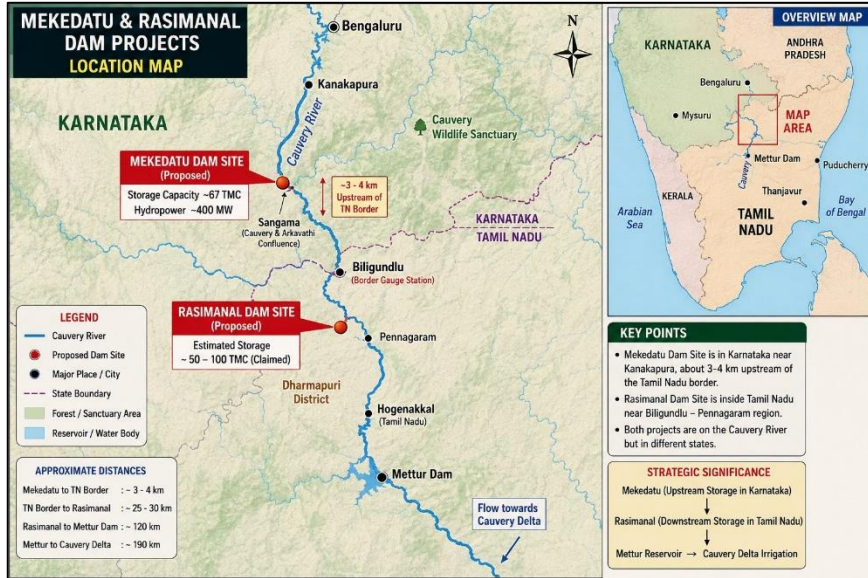 MEKEDATU & RASIMANAL
DAM PROJECTS
LOCATION MAP
N
Bengaluru
Kanakapura
KARNATAKA
Cauvery River
Cauvery
Wildlife Sanctuary
MEKEDATU DAM SITE
(Proposed)
Storage Capacity ~67 TMC
Hydropower ~400 MW
~3 - 4 km
Upstream of
TN Border
Sangama
(Cauvery & Arkavathi
Confluence)
KARNATAKA
TAMIL NADU
Biligundlu
(Border Gauge Station)
RASIMANAL DAM SITE
(Proposed)
Estimated Storage
~ 50 – 100 TMC (Claimed)
Pennagaram
Dharmapuri
District
Hogenakkal
(Tamil Nadu)
Mettur Dam
Flow towards
Cauvery Delta
LEGEND
Cauvery River
Proposed Dam Site
Major Place / City
State Boundary
Forest / Sanctuary Area
Reservoir / Water Body
APPROXIMATE DISTANCES
Mekedatu to TN Border : ~ 3 - 4 km
TN Border to Rasimanal : ~ 25 - 30 km
Rasimanal to Mettur Dam : ~ 120 km
Mettur to Cauvery Delta : ~ 190 km
OVERVIEW MAP
KARNATAKA
ANDHRA
PRADESH
Bengaluru
Mysuru
MAP
AREA
Mettur Dam
Puducherry
Cauvery
KERALA
Thanjavur
Arabian
Sea
TAMIL
NADU
Bay
of Bengal
KEY POINTS
• Mekedatu Dam Site is in Karnataka near
Kanakapura, about 3-4 km upstream of
the Tamil Nadu border.
• Rasimanal Dam Site is inside Tamil Nadu
near Biligundlu – Pennagaram region.
• Both projects are on the Cauvery River
but in different states.
STRATEGIC SIGNIFICANCE
Mekedatu (Upstream Storage in Karnataka)
↓
Rasimanal (Downstream Storage in Tamil Nadu)
↓
Mettur Reservoir → Cauvery Delta Irrigation